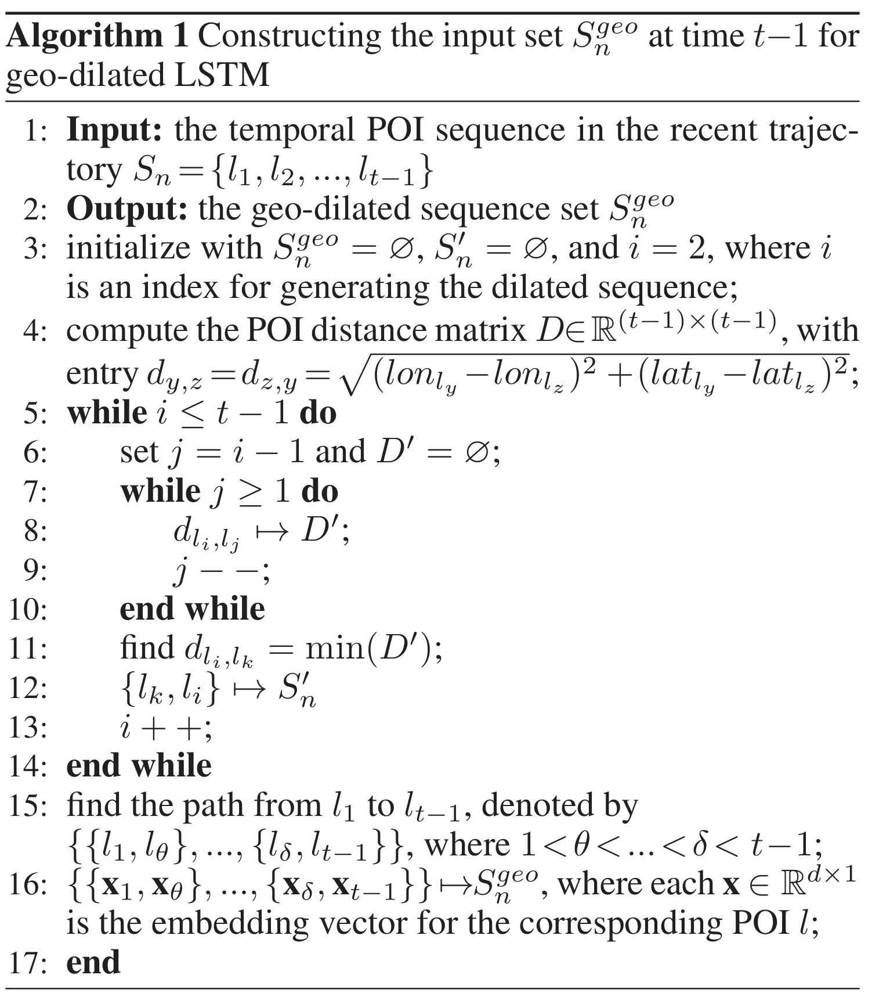 Algorithm 1 Constructing the input set $S_n^{geo}$ at time $t-1$ for
geo-dilated LSTM
1: Input: the temporal POI sequence in the recent trajec-
tory $S_n = \{l_1, l_2, ..., l_{t-1}\}$
2: Output: the geo-dilated sequence set $S_n^{geo}$
3: initialize with $S_n^{geo} = \varnothing$, $S_n' = \varnothing$, and $i = 2$, where $i$
is an index for generating the dilated sequence;
4: compute the POI distance matrix $D \in \mathbb{R}^{(t-1)\times(t-1)}$, with
entry $d_{y,z} = d_{z,y} = \sqrt{(lon_{l_y} - lon_{l_z})^2 + (lat_{l_y} - lat_{l_z})^2}$;
5: while $i \leq t - 1$ do
6: set $j = i - 1$ and $D' = \varnothing$;
7: while $j \geq 1$ do
8: $d_{l_i,l_j} \mapsto D'$;
9: $j - -$;
10: end while
11: find $d_{l_i,l_k} = \min(D')$;
12: $\{l_k, l_i\} \mapsto S_n'$
13: $i + +$;
14: end while
15: find the path from $l_1$ to $l_{t-1}$, denoted by
$\{\{l_1, l_\theta\}, ..., \{l_\delta, l_{t-1}\}\}$, where $1 < \theta < ... < \delta < t-1$;
16: $\{\{\mathbf{x}_1, \mathbf{x}_\theta\}, ..., \{\mathbf{x}_\delta, \mathbf{x}_{t-1}\}\} \mapsto S_n^{geo}$, where each $\mathbf{x} \in \mathbb{R}^{d\times 1}$
is the embedding vector for the corresponding POI $l$;
17: end